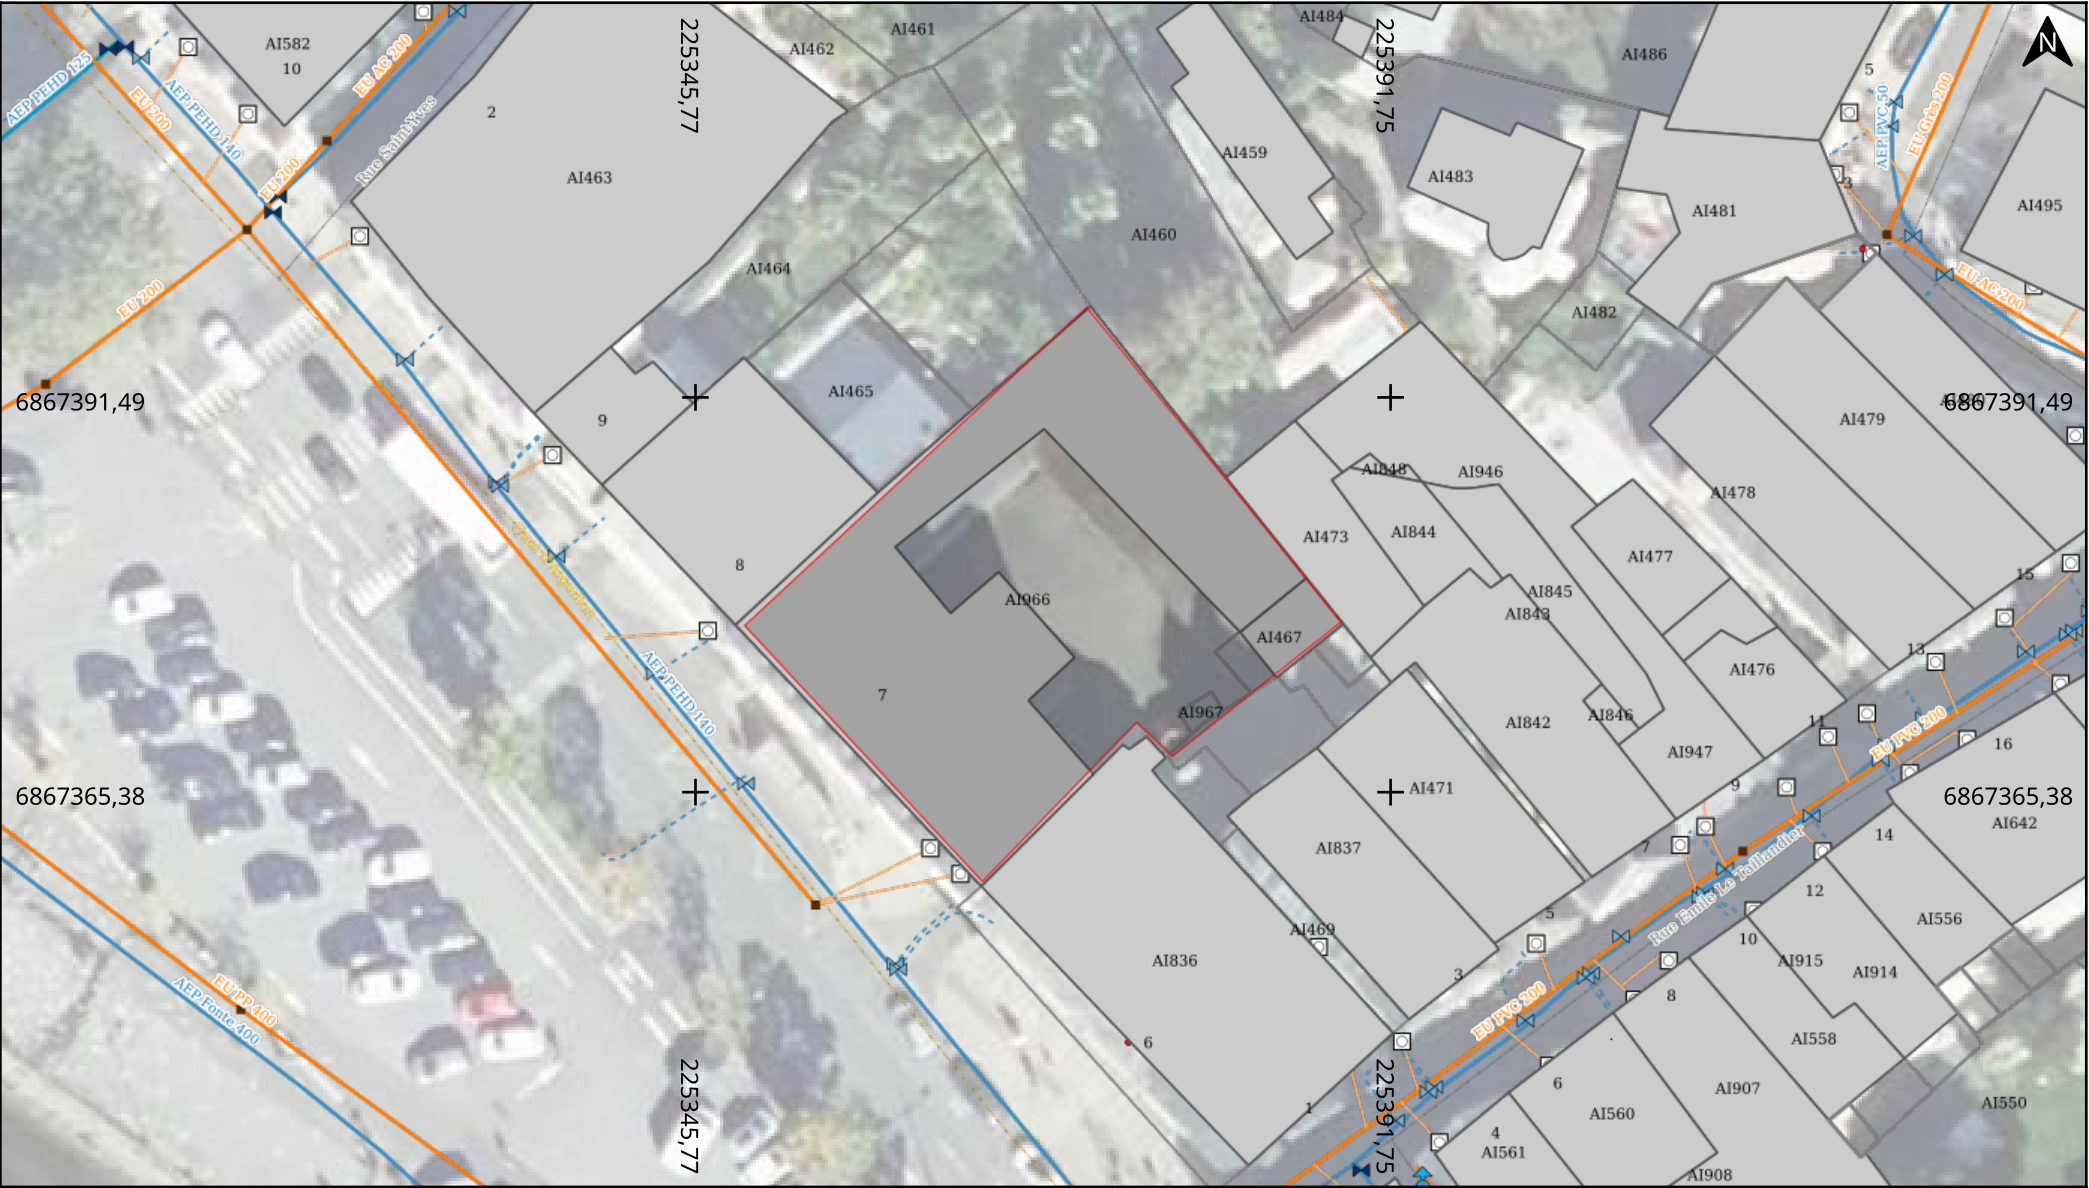 AI582
10
EU AC 200
AEP PEHD 125
EU 200
AEP PEHD 140
EU 200
Rue Saint-Yves
2
AI463
225345,77
AI462
AI461
AI484
225391,75
AI486
5
AEP PVC 50
EU Grès 200
N
AI459
AI483
3
AI481
AI495
AI460
AI464
EU 200
EU AC 200
AI482
6867391,49
9
AI465
AI479
6867391,49
AI848
AI946
AI478
AI473
AI844
AI477
8
AI966
AI845
AI843
15
AI467
13
AI476
AEP PEHD 140
7
AI967
AI842
AI846
11
EU PVC 200
16
AI947
6867365,38
AI471
9
6867365,38
AI642
AI837
7
Rue Emile Le Taillandier
14
12
5
AI469
10
AI556
AI836
3
AI915
AI914
8
EU PP 400
AEP Fonte 400
EU PVC 200
6
AI558
225345,77
225391,75
6
AI907
1
AI560
AI550
4
AI561
AI908